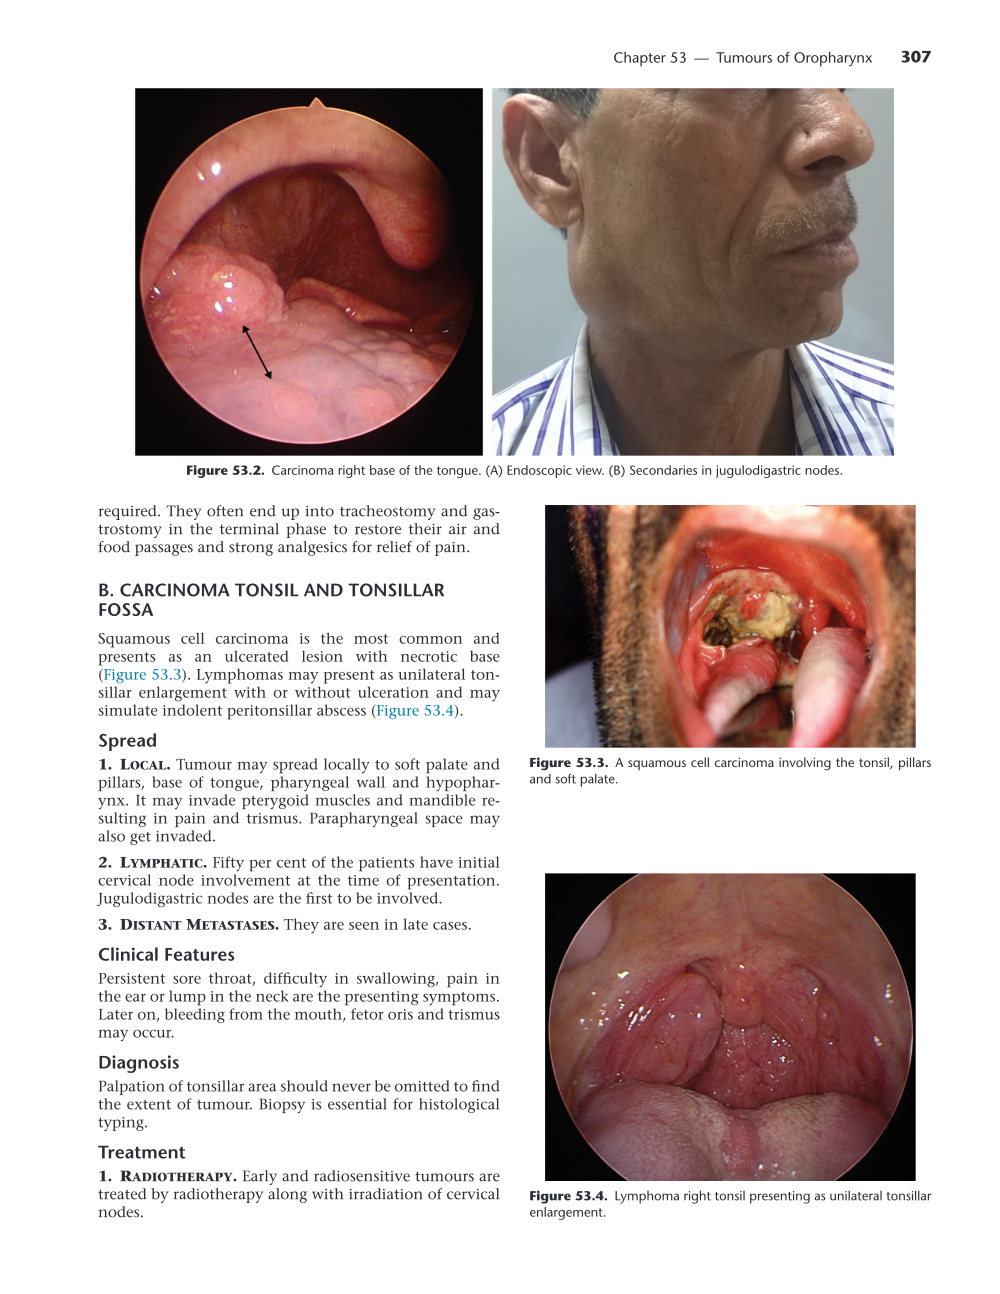 Chapter 53 — Tumours of Oropharynx 307
Figure 53.2. Carcinoma right base of the tongue. (A) Endoscopic view. (B) Secondaries in jugulodigastric nodes.
required. They often end up into tracheostomy and gas-
trostomy in the terminal phase to restore their air and
food passages and strong analgesics for relief of pain.
B. CARCINOMA TONSIL AND TONSILLAR
FOSSA
Squamous cell carcinoma is the most common and
presents as an ulcerated lesion with necrotic base
(Figure 53.3). Lymphomas may present as unilateral ton-
sillar enlargement with or without ulceration and may
simulate indolent peritonsillar abscess (Figure 53.4).
Spread
1. LOCAL. Tumour may spread locally to soft palate and
pillars, base of tongue, pharyngeal wall and hypophar-
ynx. It may invade pterygoid muscles and mandible re-
sulting in pain and trismus. Parapharyngeal space may
also get invaded.
2. LYMPHATIC. Fifty per cent of the patients have initial
cervical node involvement at the time of presentation.
Jugulodigastric nodes are the first to be involved.
3. DISTANT METASTASES. They are seen in late cases.
Clinical Features
Persistent sore throat, difficulty in swallowing, pain in
the ear or lump in the neck are the presenting symptoms.
Later on, bleeding from the mouth, fetor oris and trismus
may occur.
Diagnosis
Palpation of tonsillar area should never be omitted to find
the extent of tumour. Biopsy is essential for histological
typing.
Treatment
1. RADIOTHERAPY. Early and radiosensitive tumours are
treated by radiotherapy along with irradiation of cervical
nodes.
Figure 53.3. A squamous cell carcinoma involving the tonsil, pillars
and soft palate.
Figure 53.4. Lymphoma right tonsil presenting as unilateral tonsillar
enlargement.